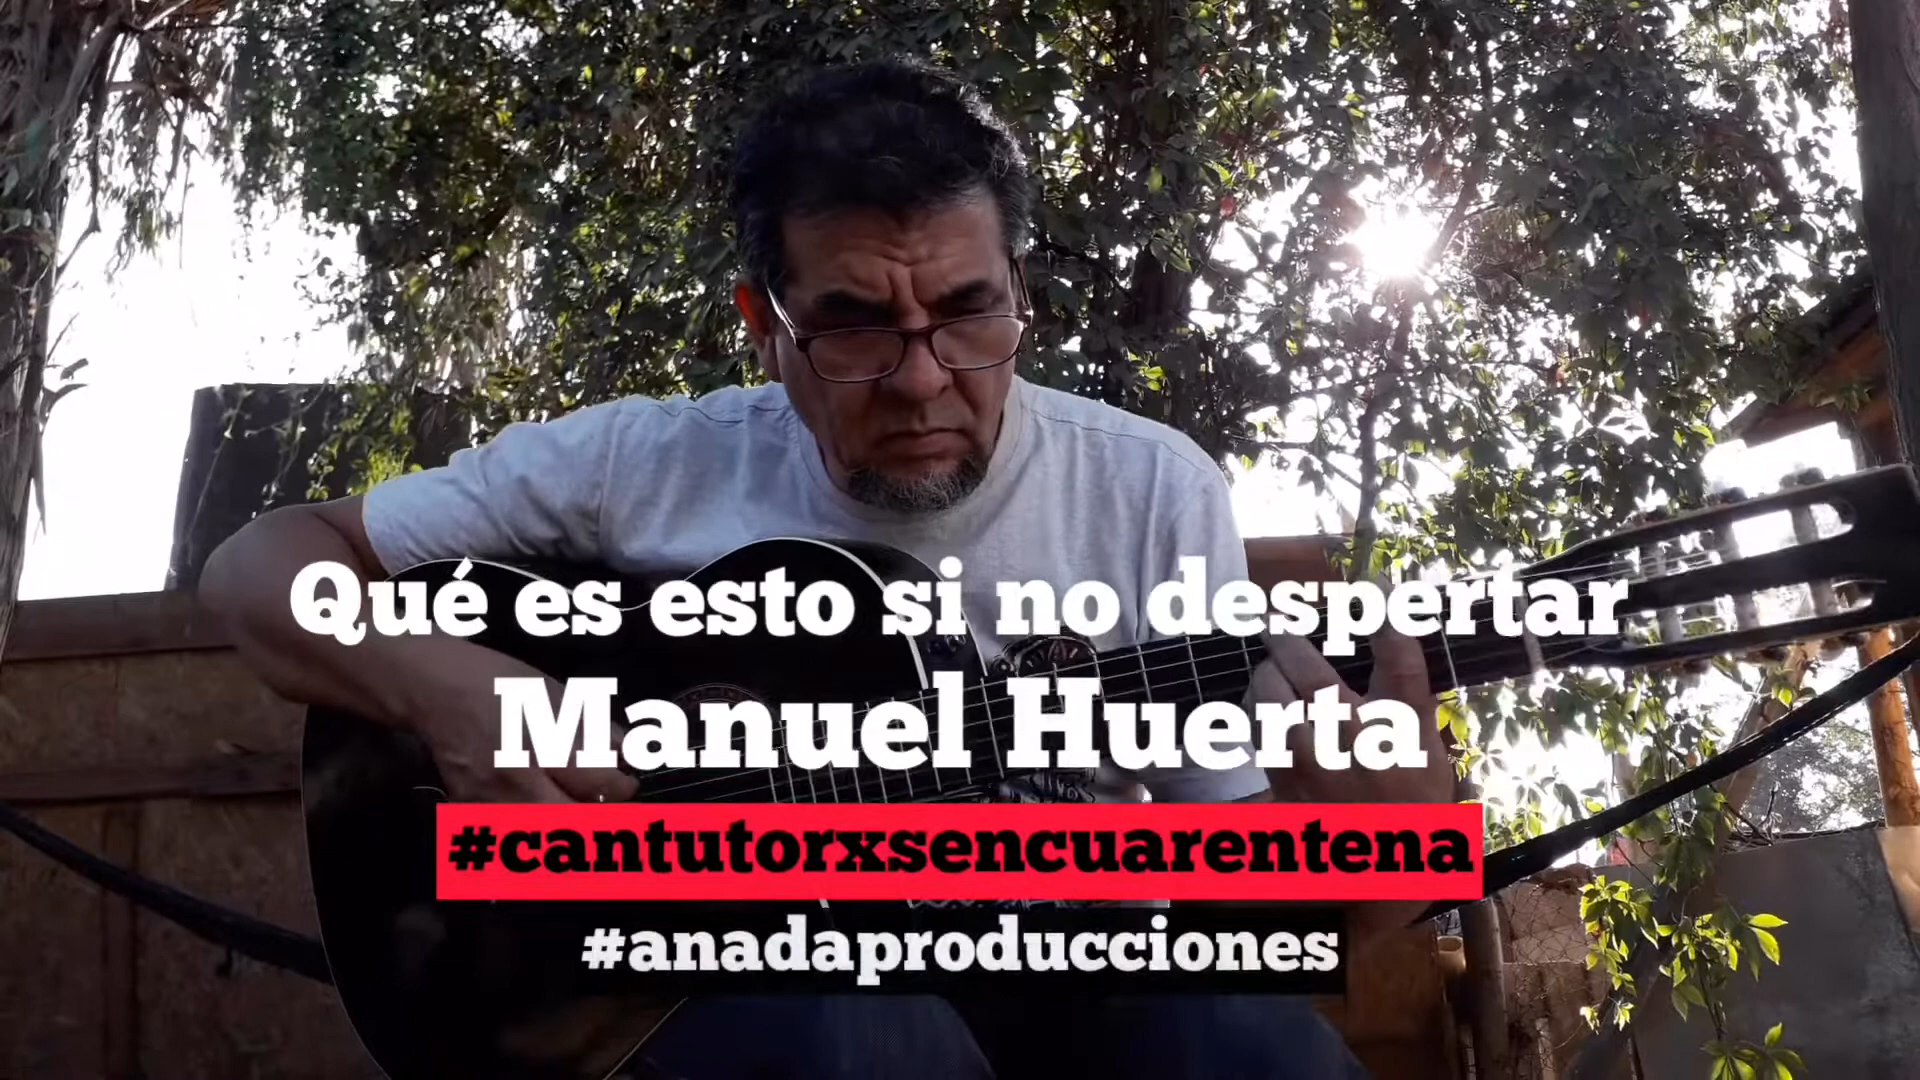 Qué es esto si no despertar
Manuel Huerta
#cantutorxsencuarentena
#anadaproducciones